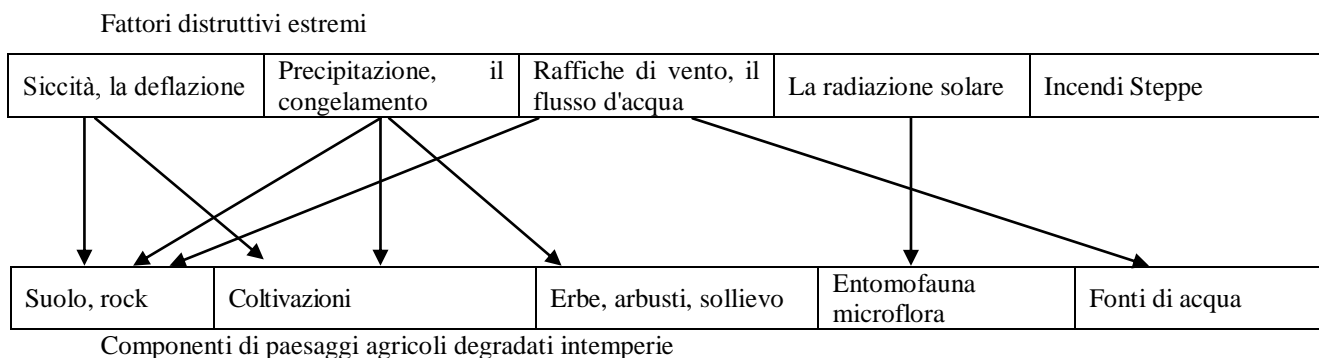 Fattori distruttivi estremi
Siccità, la deflazione
Precipitazione, il
congelamento
Raffiche di vento, il
flusso d'acqua
La radiazione solare
Incendi Steppe
Suolo, rock
Coltivazioni
Erbe, arbusti, sollievo
Entomofauna
microflora
Fonti di acqua
Componenti di paesaggi agricoli degradati intemperie